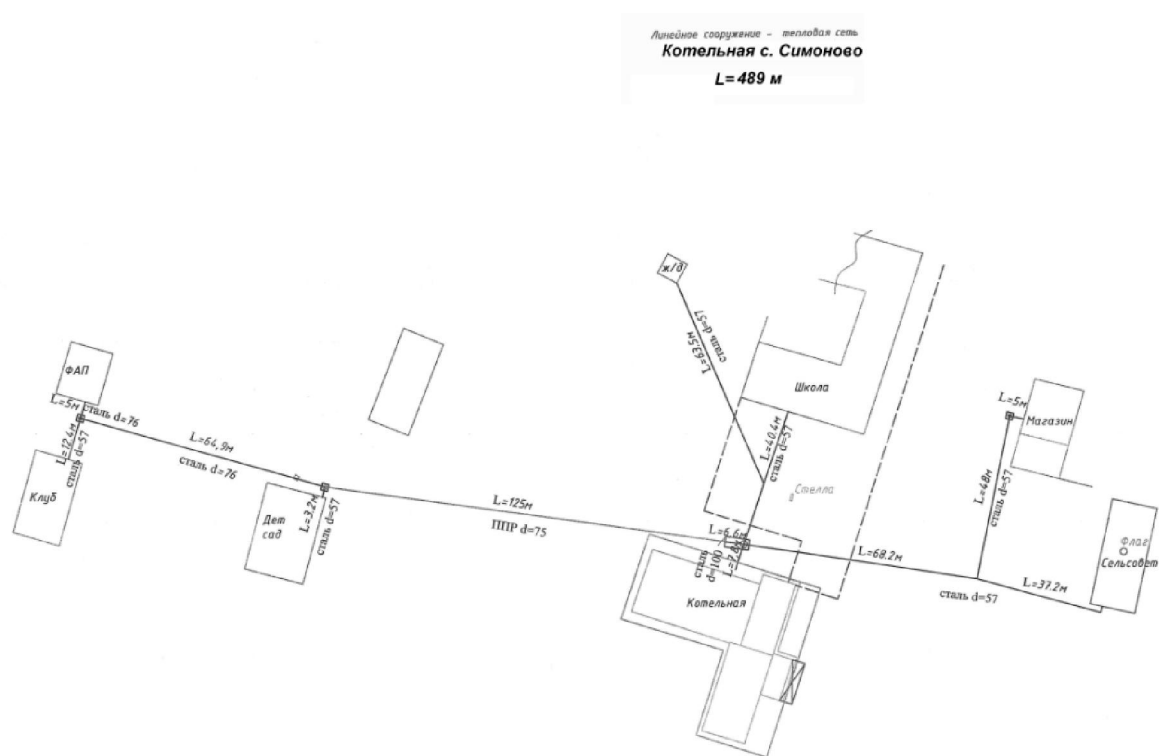 Линейное сооружение - тепловая сеть
Котельная с. Симоново
L= 489 м
ж/д
сталь d=57
L=63,5м
ФАП
L=5м
сталь d=76
L=12.4м
сталь d=57
L=64,9м
сталь d=76
Клуб
Дет
сад
L=3.2м
сталь d=57
L=125м
ППР d=75
Школа
L=40.4м
сталь d=57
Стелла
L=6.6м
сталь
d=100
Котельная
L=68.2м
сталь d=57
L=5м
Магазин
L=48м
сталь d=57
L=37.2м
Флаг
Сельсовет